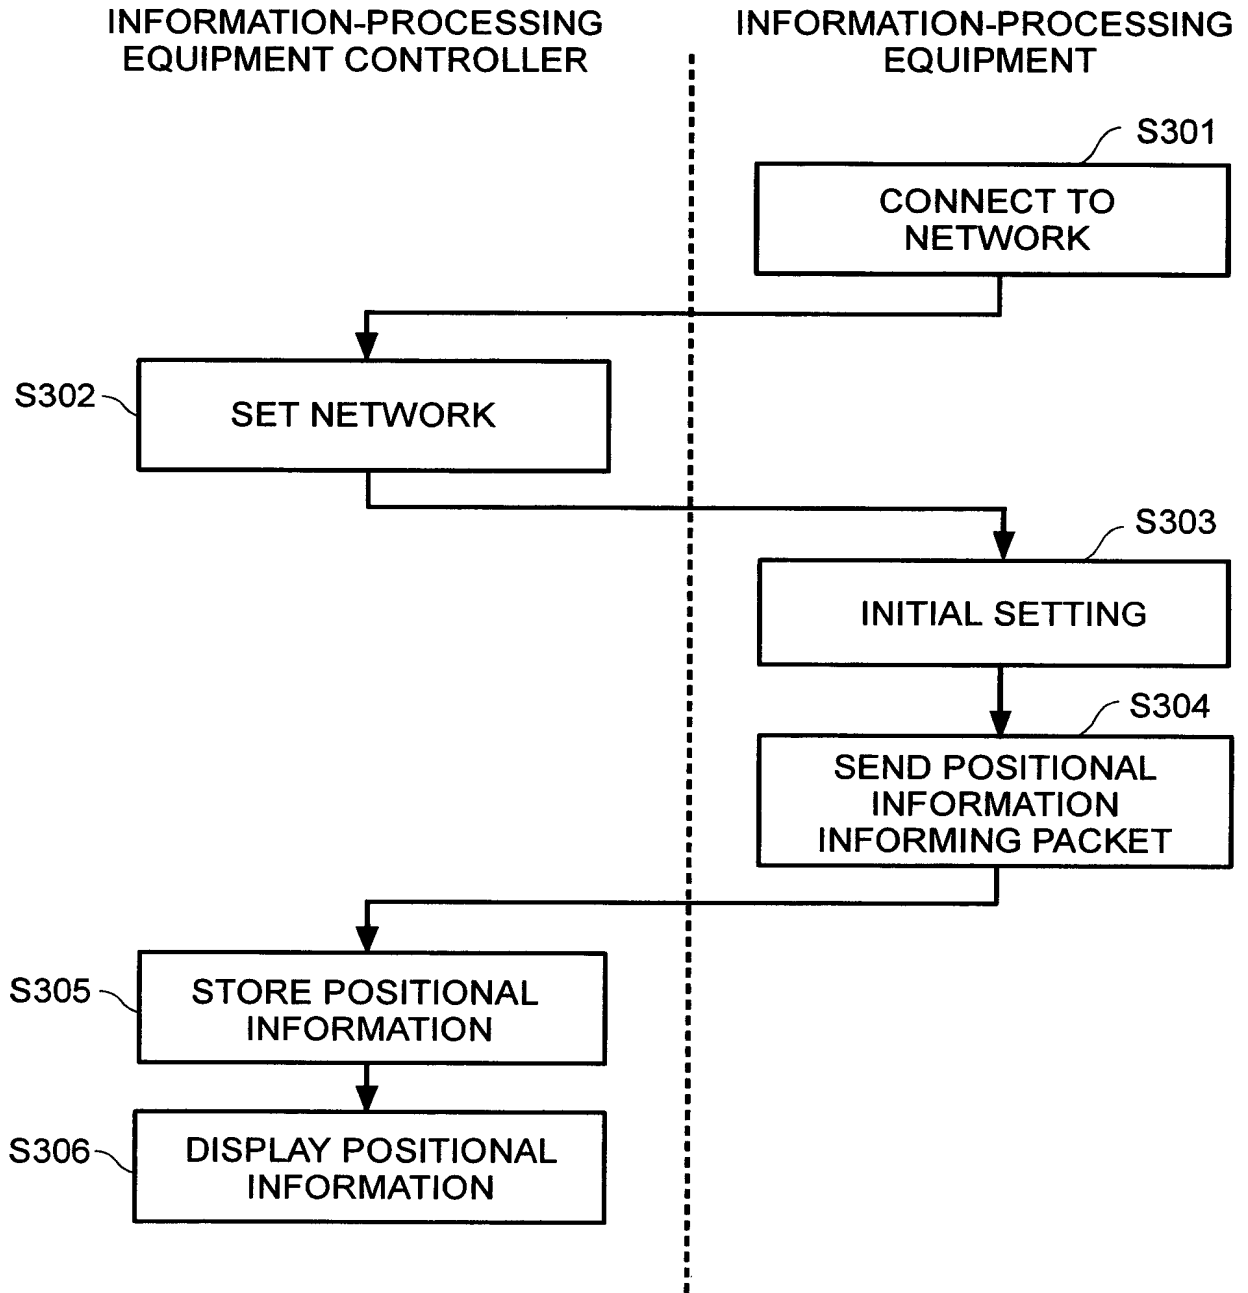 INFORMATION-PROCESSING
EQUIPMENT CONTROLLER
INFORMATION-PROCESSING
EQUIPMENT
S301
CONNECT TO
NETWORK
S302
SET NETWORK
S303
INITIAL SETTING
S304
SEND POSITIONAL
INFORMATION
INFORMING PACKET
S305
STORE POSITIONAL
INFORMATION
S306
DISPLAY POSITIONAL
INFORMATION